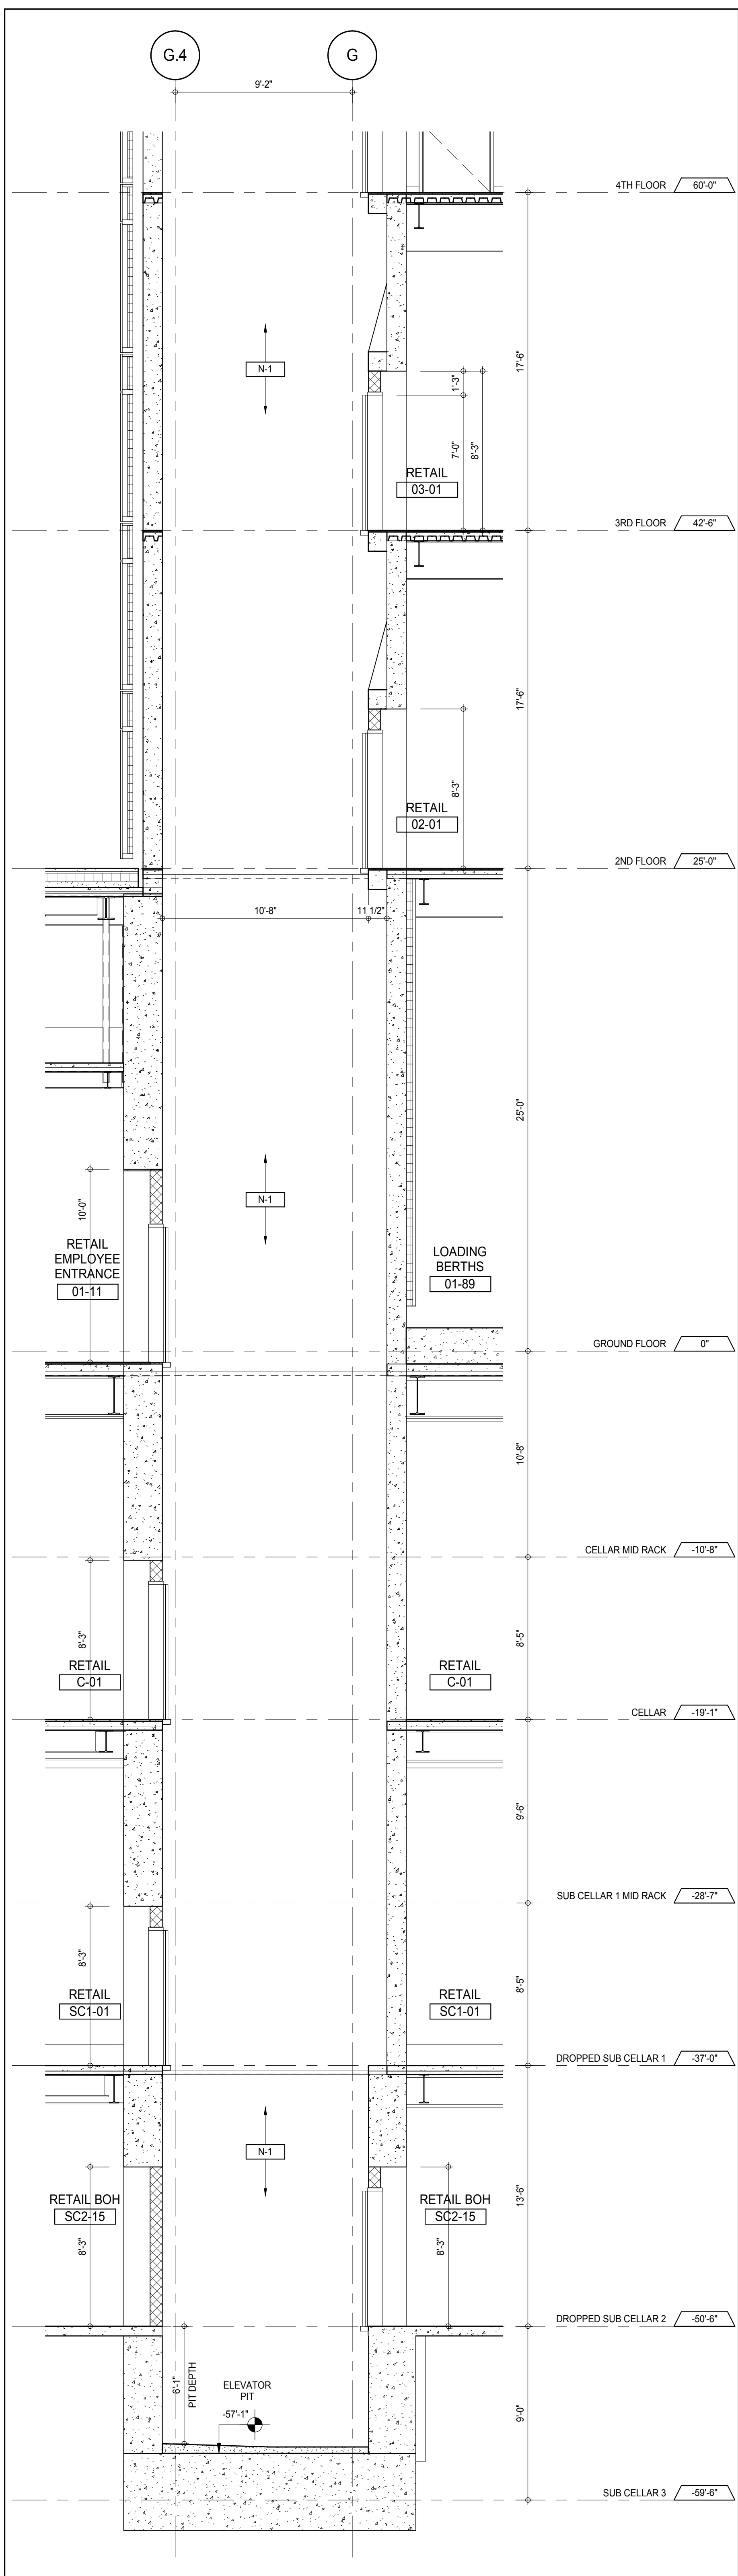 G.4
G
9'-2"
4TH FLOOR 60'-0"
17'-6"
N-1
1'-3"
7'-0"
8'-3"
RETAIL
03-01
3RD FLOOR 42'-6"
17'-6"
8'-3"
RETAIL
02-01
2ND FLOOR 25'-0"
10'-8"
11 1/2"
25'-0"
N-1
10'-0"
RETAIL
EMPLOYEE
ENTRANCE
01-11
LOADING
BERTHS
01-89
GROUND FLOOR 0"
10'-8"
CELLAR MID RACK -10'-8"
8'-3"
8'-5"
RETAIL
C-01
RETAIL
C-01
CELLAR -19'-1"
9'-6"
SUB CELLAR 1 MID RACK -28'-7"
8'-3"
8'-5"
RETAIL
SC1-01
RETAIL
SC1-01
DROPPED SUB CELLAR 1 -37'-0"
N-1
13'-6"
RETAIL BOH
SC2-15
RETAIL BOH
SC2-15
8'-3"
8'-3"
DROPPED SUB CELLAR 2 -50'-6"
6'-1"
PIT DEPTH
ELEVATOR
PIT
-57'-1"
9'-0"
SUB CELLAR 3 -59'-6"